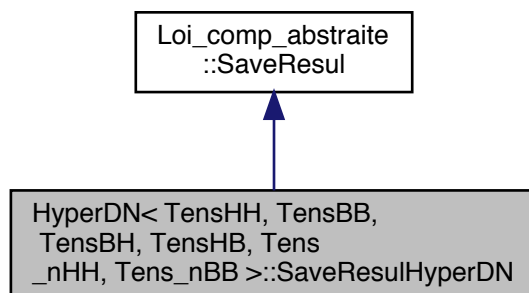 Loi_comp_abstraite
::SaveResul
HyperDN< TensHH, TensBB,
TensBH, TensHB, Tens
_nHH, Tens_nBB >::SaveResulHyperDN